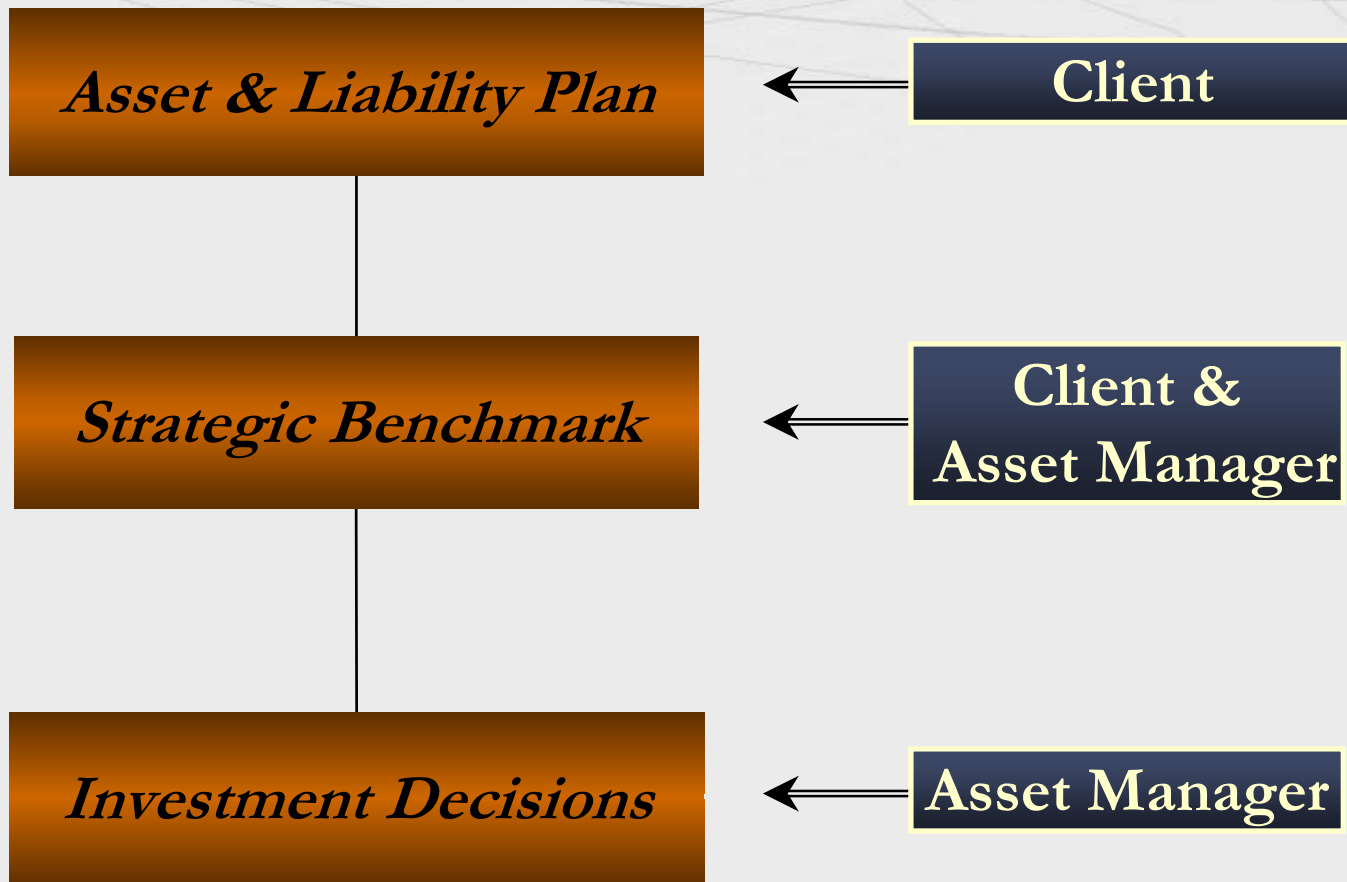 Asset & Liability Plan
Client
Strategic Benchmark
Client &
Asset Manager
Investment Decisions
Asset Manager